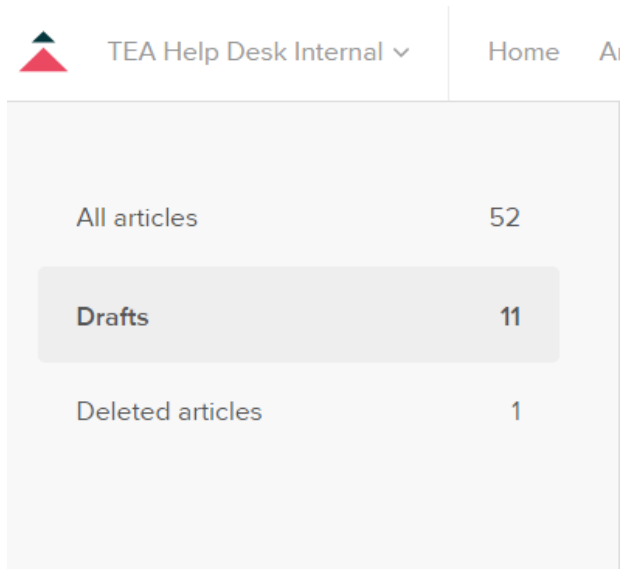 TEA Help Desk Internal Home
All articles 52
Drafts 11
Deleted articles 1